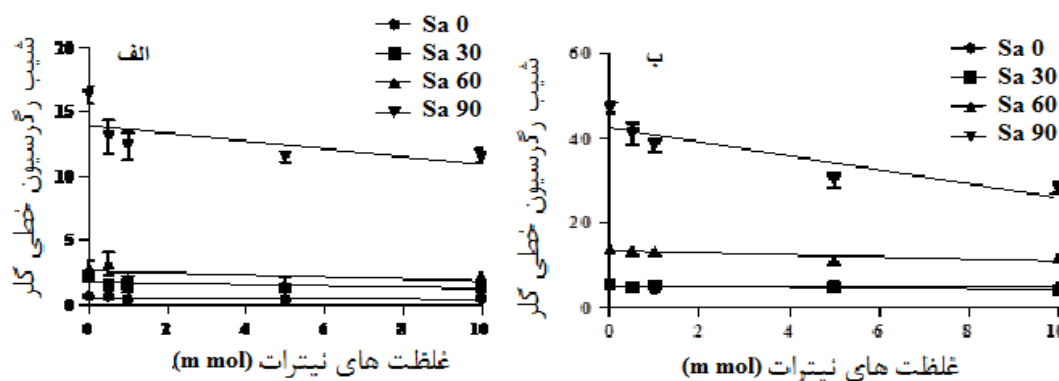 الف
Sa 0
Sa 30
Sa 60
Sa 90
شیب رگرسیون خطی کلر
20
15
10
5
0
0 2 4 6 8 10
غلظت های نیترات (m mol)
ب
Sa 0
Sa 30
Sa 60
Sa 90
شیب رگرسیون خطی کلر
60
40
20
0
0 2 4 6 8 10
غلظت های نیترات (m mol)